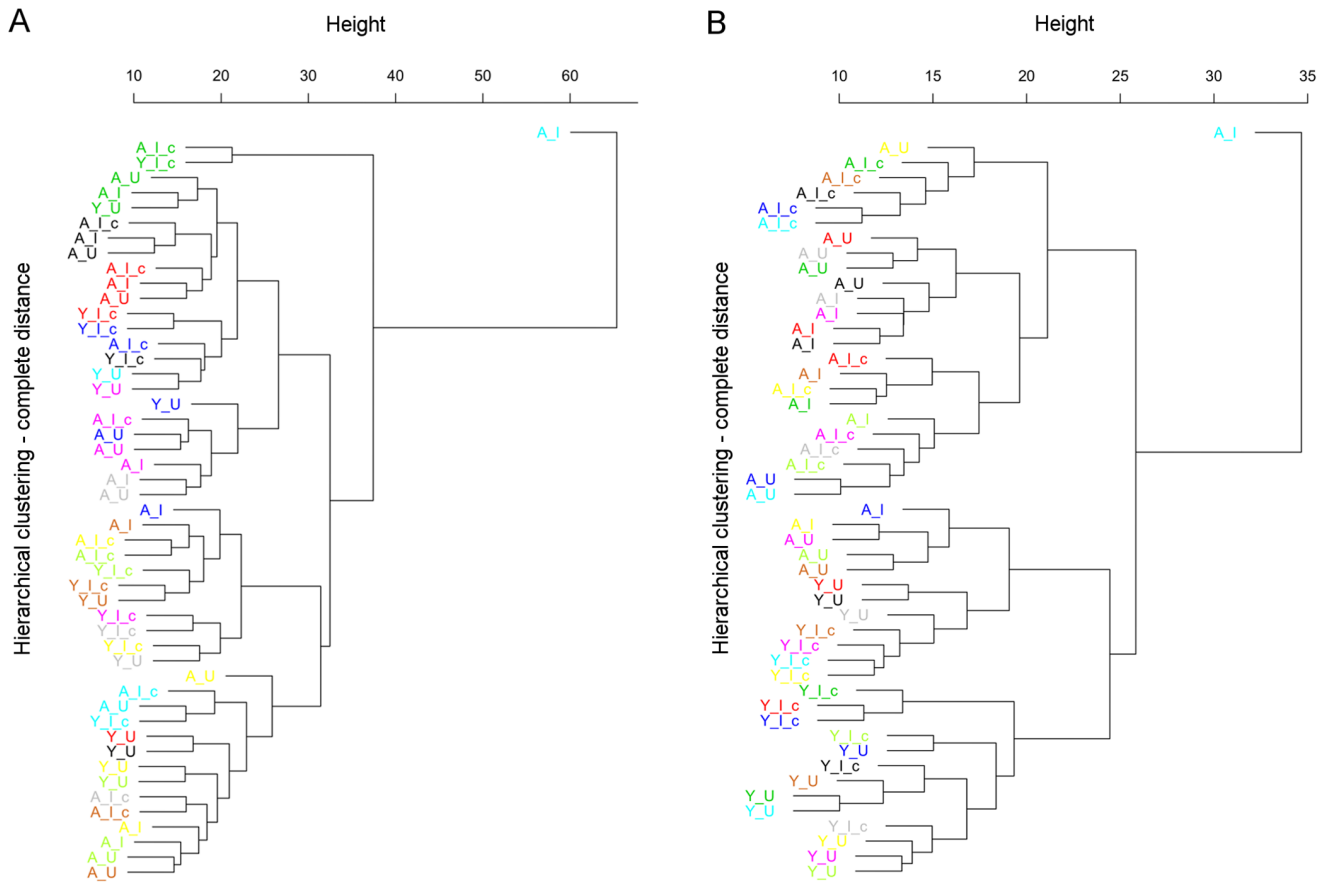 A
Height
10 20 30 40 50 60
Hierarchical clustering - complete distance
A_I
A_I_c
Y_I_c
A_U
A_I
Y_U
A_I_c
A_I
A_U
A_I_c
A_I
A_U
Y_I_c
Y_I_c
A_I_c
Y_I_c
Y_U
Y_U
Y_U
A_I_c
A_U
A_U
A_I
A_I
A_U
A_I
A_I
A_I_c
A_I_c
Y_I_c
Y_I_c
Y_U
Y_I_c
Y_I_c
Y_I_c
Y_U
A_U
A_I_c
A_U
Y_I_c
Y_U
Y_U
Y_U
Y_U
A_I_c
A_I_c
A_I
A_I
A_U
A_U
B
Height
10 15 20 25 30 35
Hierarchical clustering - complete distance
A_I
A_U
A_I_c
A_I_c
A_I_c
A_I_c
A_I_c
A_U
A_U
A_U
A_U
A_I
A_I
A_I
A_I
A_I_c
A_I
A_I_c
A_I
A_I
A_I_c
A_I_c
A_I_c
A_U
A_U
A_I
A_I
A_U
A_U
A_U
Y_U
Y_U
Y_U
Y_I_c
Y_I_c
Y_I_c
Y_I_c
Y_I_c
Y_I_c
Y_I_c
Y_I_c
Y_U
Y_I_c
Y_U
Y_U
Y_U
Y_I_c
Y_U
Y_U
Y_U